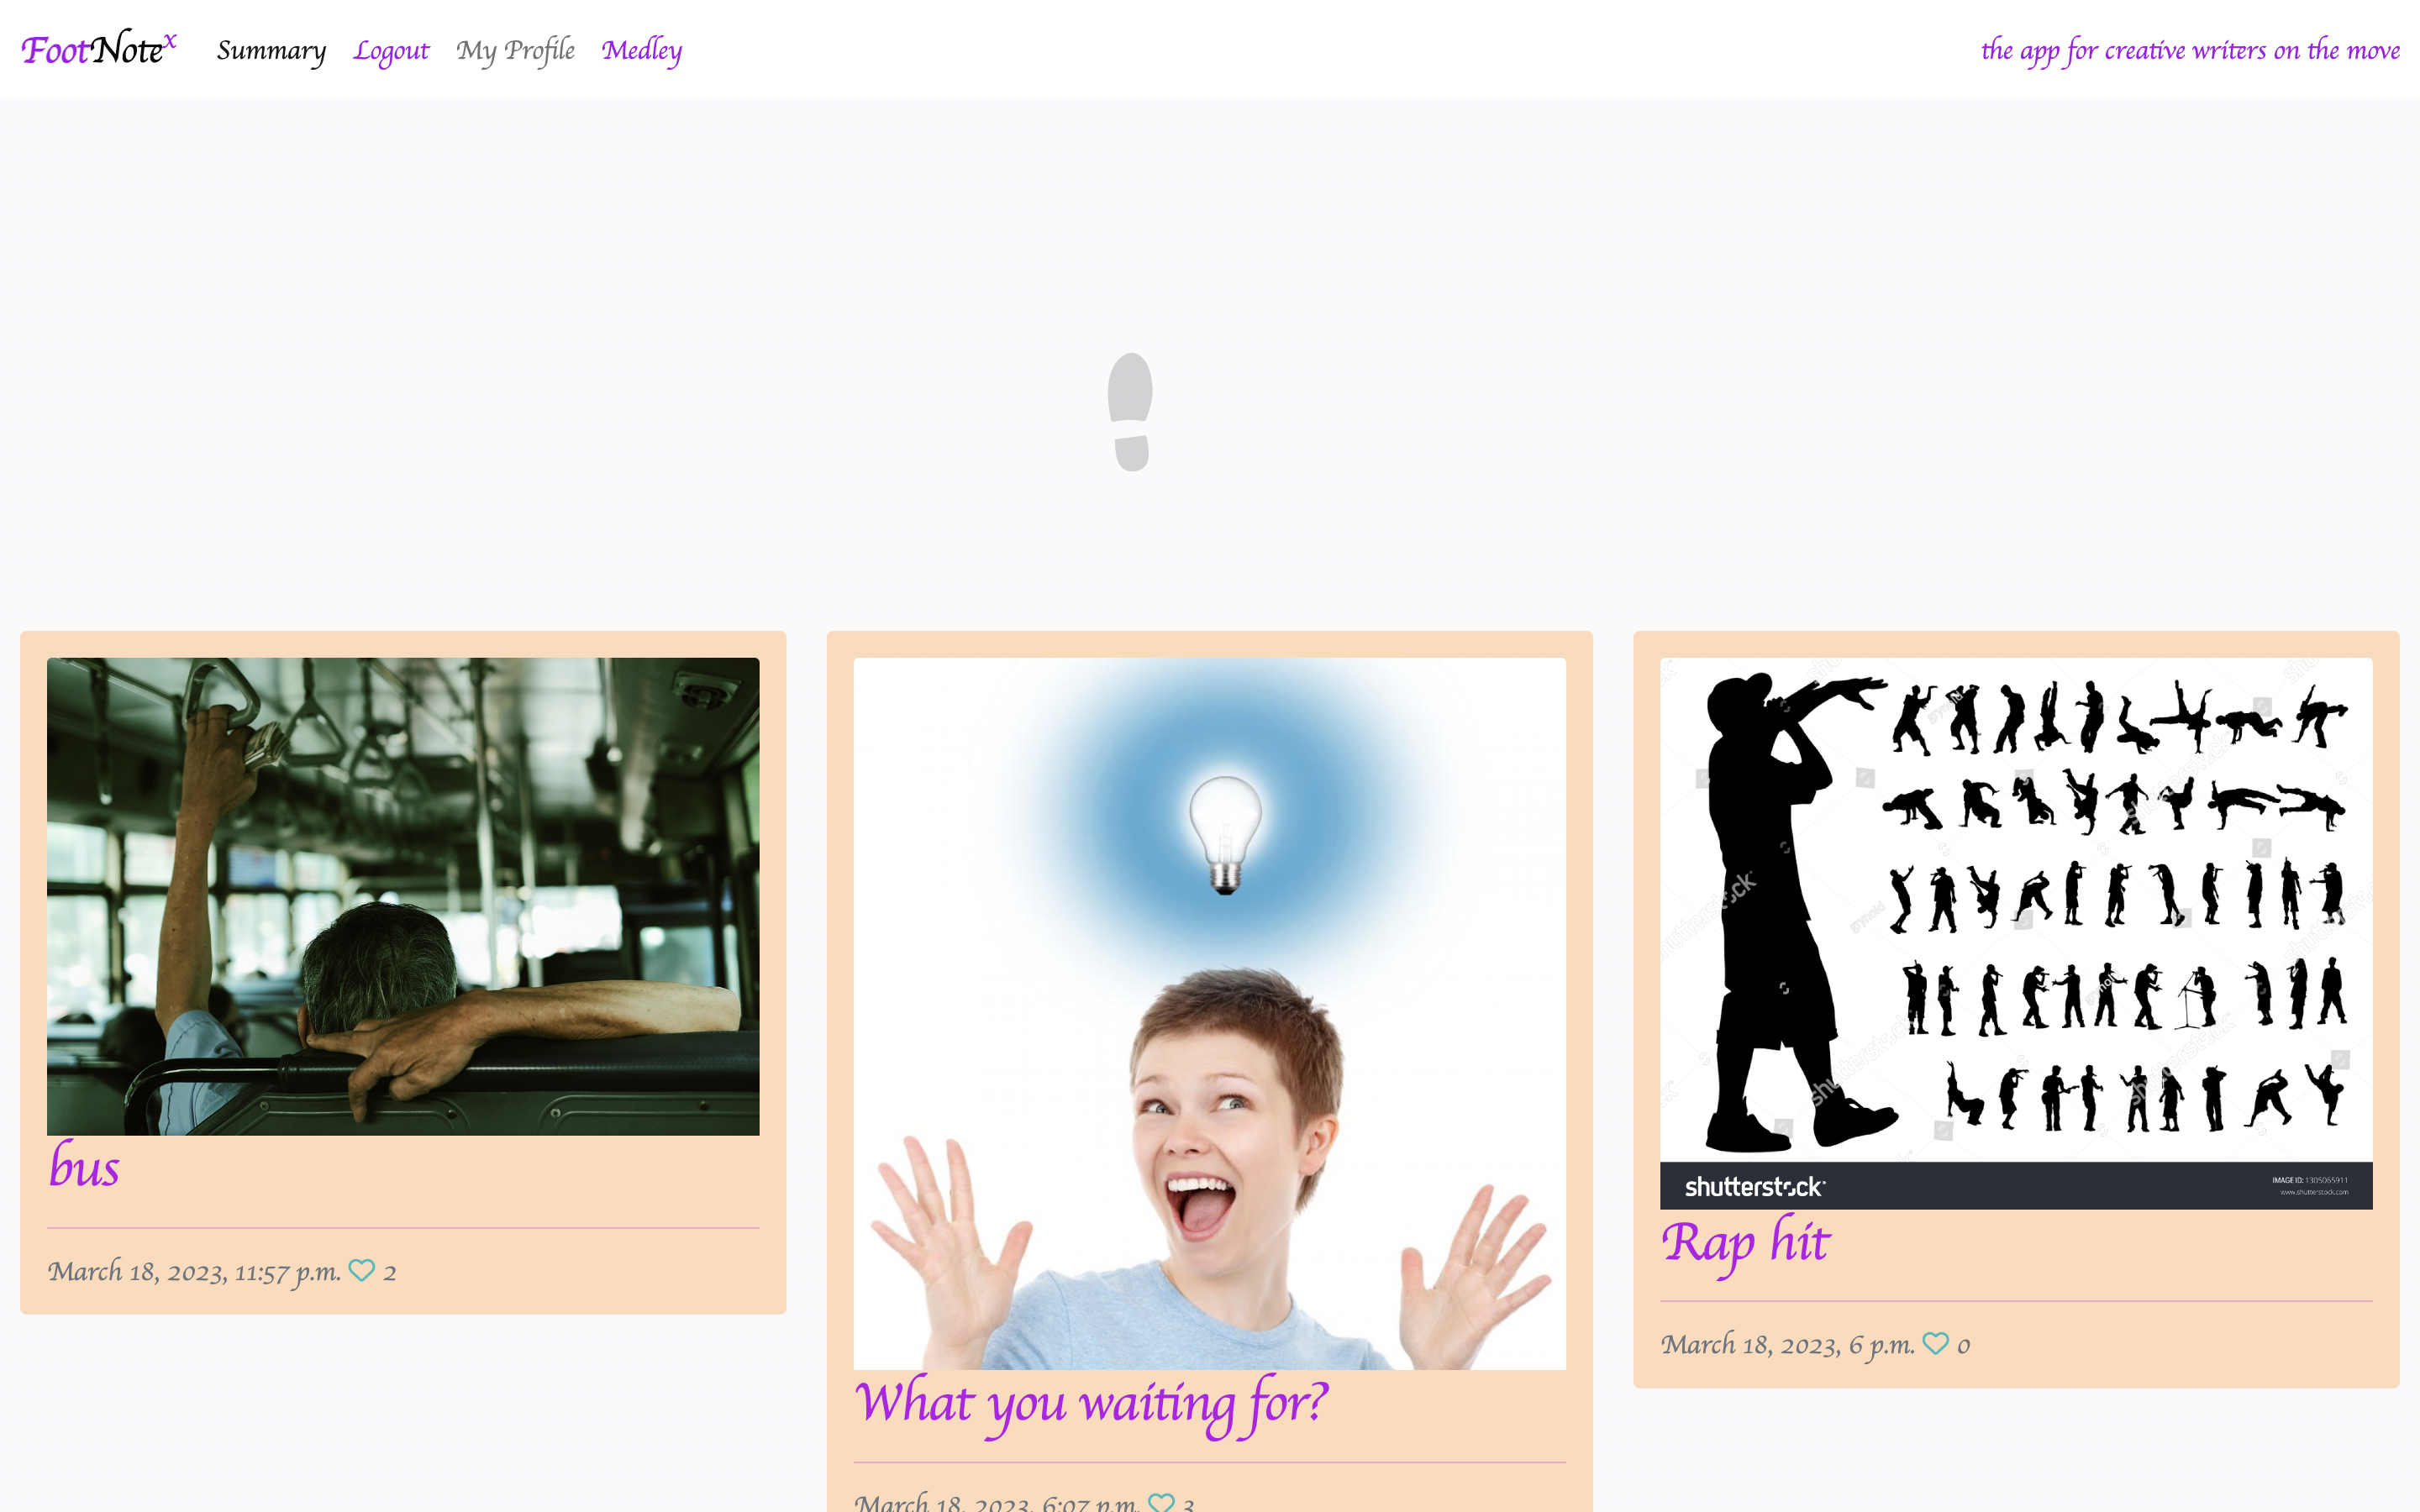 FootNotex Summary Logout My Profile Medley the app for creative writers on the move
bus
March 18, 2023, 11:57 p.m. 2
What you waiting for?
March 18, 2023, 6:07 p.m. 3
shutterstock
IMAGE ID: 1305065911
www.shutterstock.com
Rap hit
March 18, 2023, 6 p.m. 0